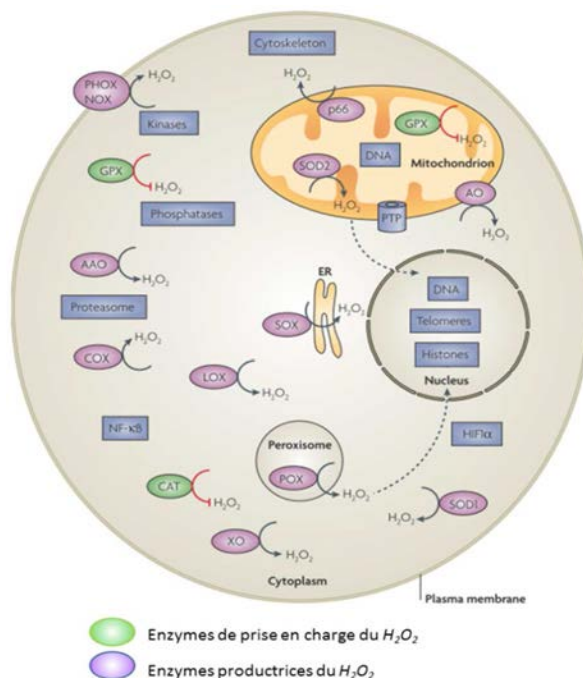 Cytoskeleton
PHOX
NOX
H₂O₂
H₂O₂
p66
GPX
H₂O₂
Kinases
DNA
Mitochondrion
GPX
H₂O₂
SOD2
H₂O₂
AO
H₂O₂
PTP
Phosphatases
AAO
H₂O₂
ER
DNA
Proteasome
SOX
H₂O₂
Telomeres
COX
H₂O₂
Histones
LOX
H₂O₂
Nucleus
NF-κB
HIF1α
Peroxisome
CAT
H₂O₂
POX
H₂O₂
SOD1
H₂O₂
XO
H₂O₂
Cytoplasm
Plasma membrane
Enzymes de prise en charge du H₂O₂
Enzymes productrices du H₂O₂